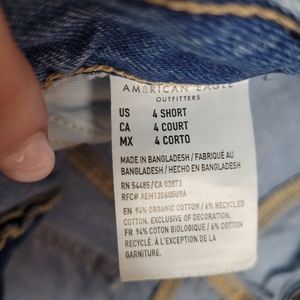 AMERICAN EAGLE
OUTFITTERS
US 4 SHORT
CA 4 COURT
MX 4 CORTO
MADE IN BANGLADESH / FABRIQUÉ AU
BANGLADESH / HECHO EN BANGLADESH
RN 54485/CA 03873
RFC# AEM120605U9A
EN 94% ORGANIC COTTON / 6% RECYCLED
COTTON. EXCLUSIVE OF DECORATION.
FR 94% COTON BIOLOGIQUE / 6% COTON
RECYCLÉ. À L'EXCEPTION DE LA
GARNITURE.